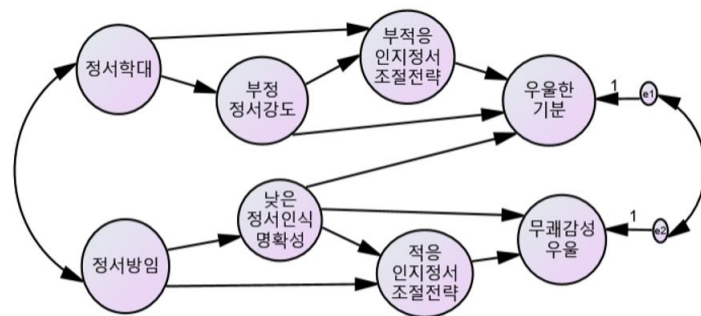 정서학대
부정
정서강도
부적응
인지정서
조절전략
우울한
기분
1
e1
정서방임
낮은
정서인식
명확성
적응
인지정서
조절전략
무쾌감성
우울
1
e2